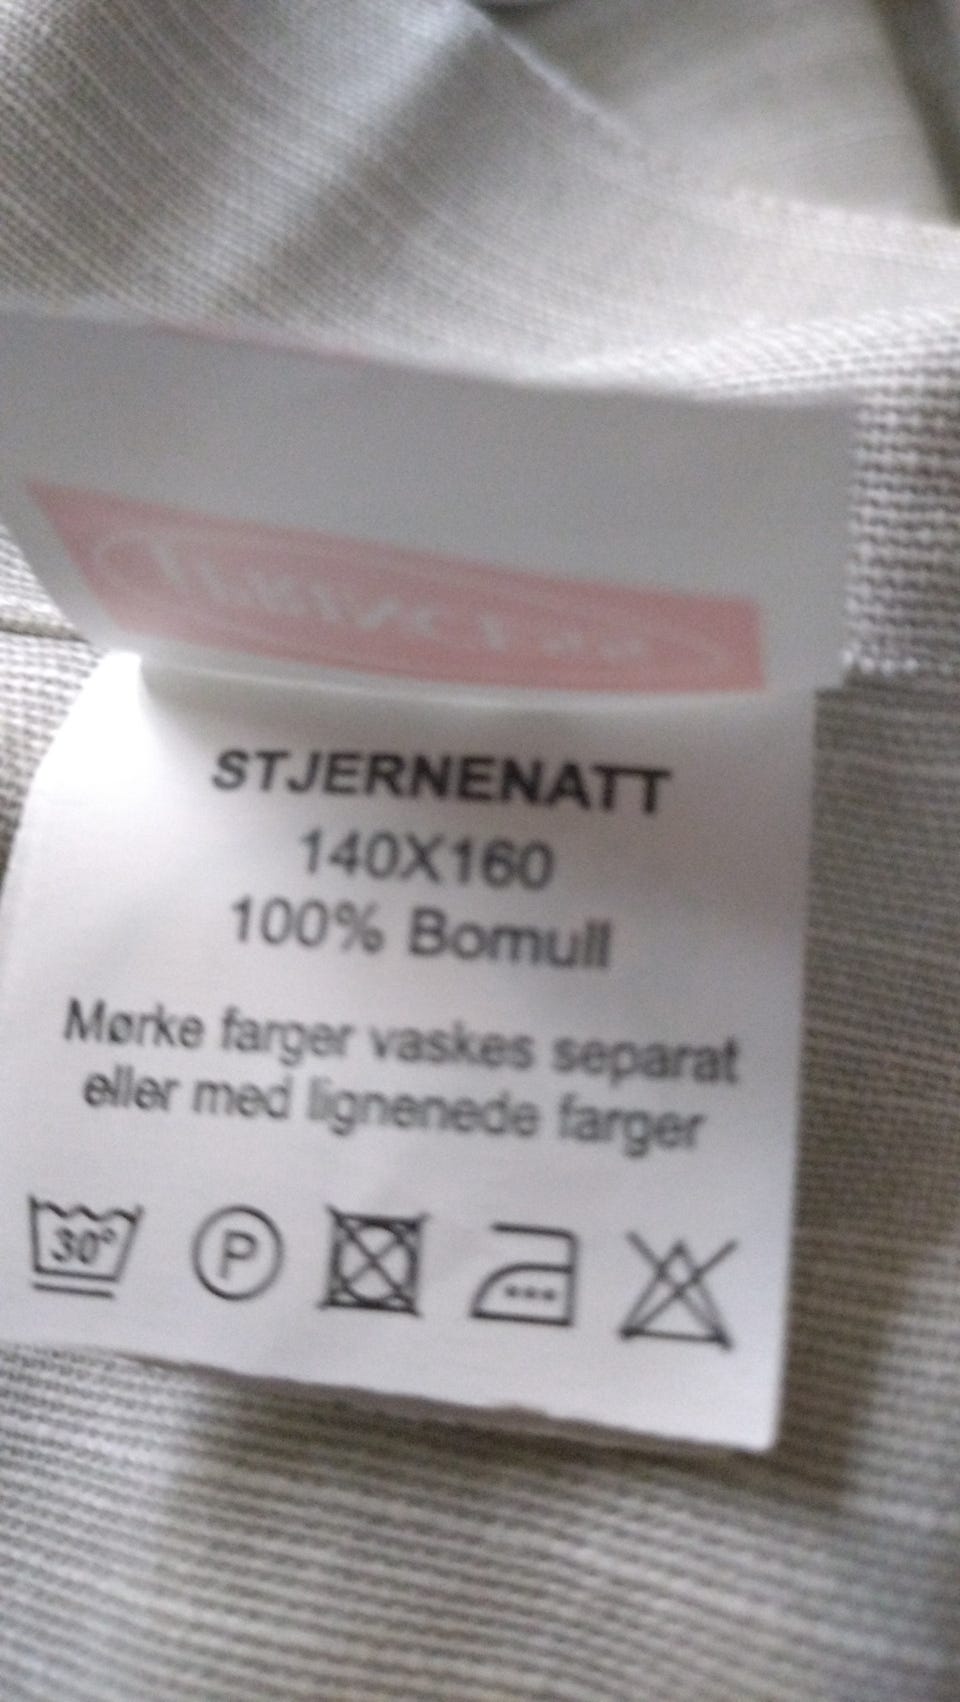 STJERNENATT
140X160
100% Bomull
Mørke farger vaskes separat
eller med lignenede farger
30°
P